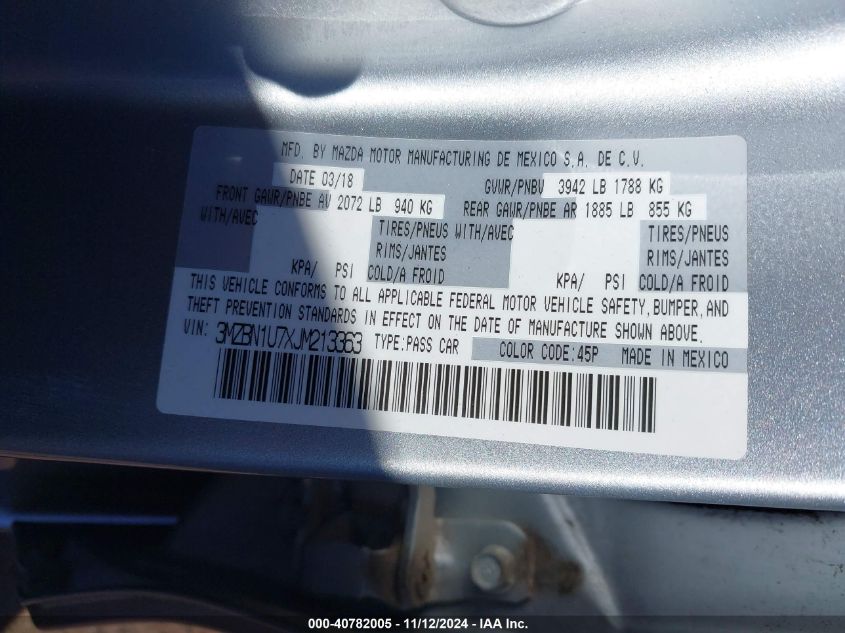 MFD. BY MAZDA MOTOR MANUFACTURING DE MEXICO S.A. DE C.V.
DATE 03/18 GVWR/PNBV 3942 LB 1788 KG
FRONT GAWR/PNBE AV 2072 LB 940 KG REAR GAWR/PNBE AR 1885 LB 855 KG
WITH/AVEC TIRES/PNEUS WITH/AVEC TIRES/PNEUS
RIMS/JANTES RIMS/JANTES
KPA/ PSI COLD/A FROID KPA/ PSI COLD/A FROID
THIS VEHICLE CONFORMS TO ALL APPLICABLE FEDERAL MOTOR VEHICLE SAFETY, BUMPER, AND
THEFT PREVENTION STANDARDS IN EFFECT ON THE DATE OF MANUFACTURE SHOWN ABOVE.
VIN: 3MZBN1U7XJM213363 TYPE:PASS CAR COLOR CODE:45P MADE IN MEXICO
000-40782005 - 11/12/2024 - IAA Inc.